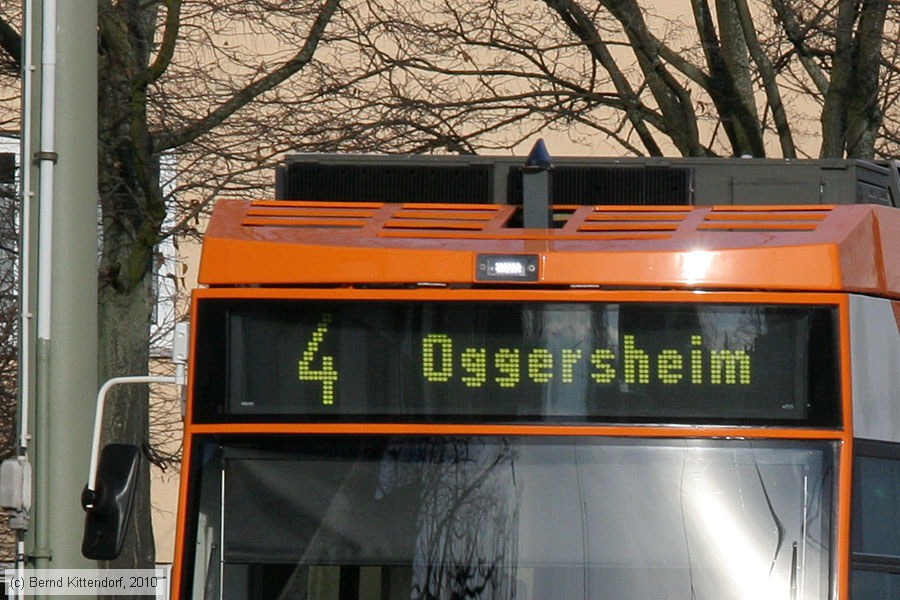 4 Oggersheim
(c) Bernd Kittendorf, 2010